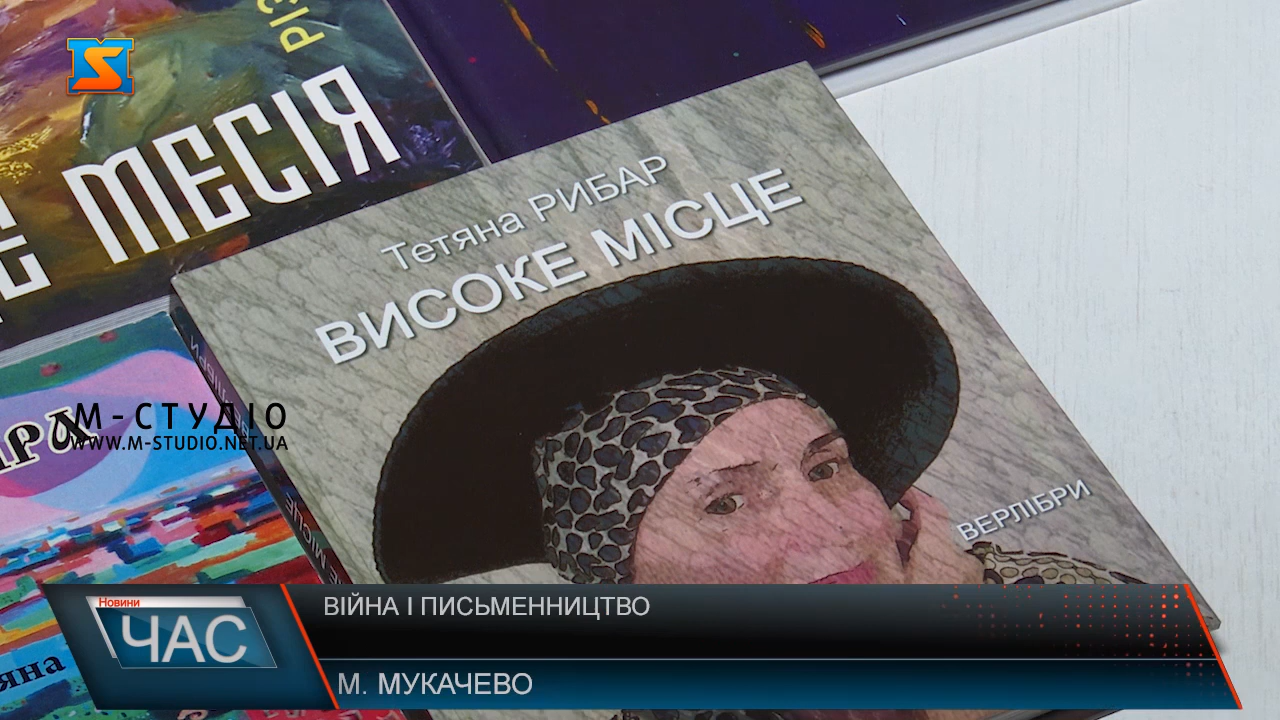 МЕСІЯ
Тетяна РИБАР
ВИСОКЕ МІСЦЕ
ВЕРЛІБРИ
М-СТУДІО
WWW.M-STUDIO.NET.UA
Новини
ЧАС
ВІЙНА І ПИСЬМЕННИЦТВО
М. МУКАЧЕВО